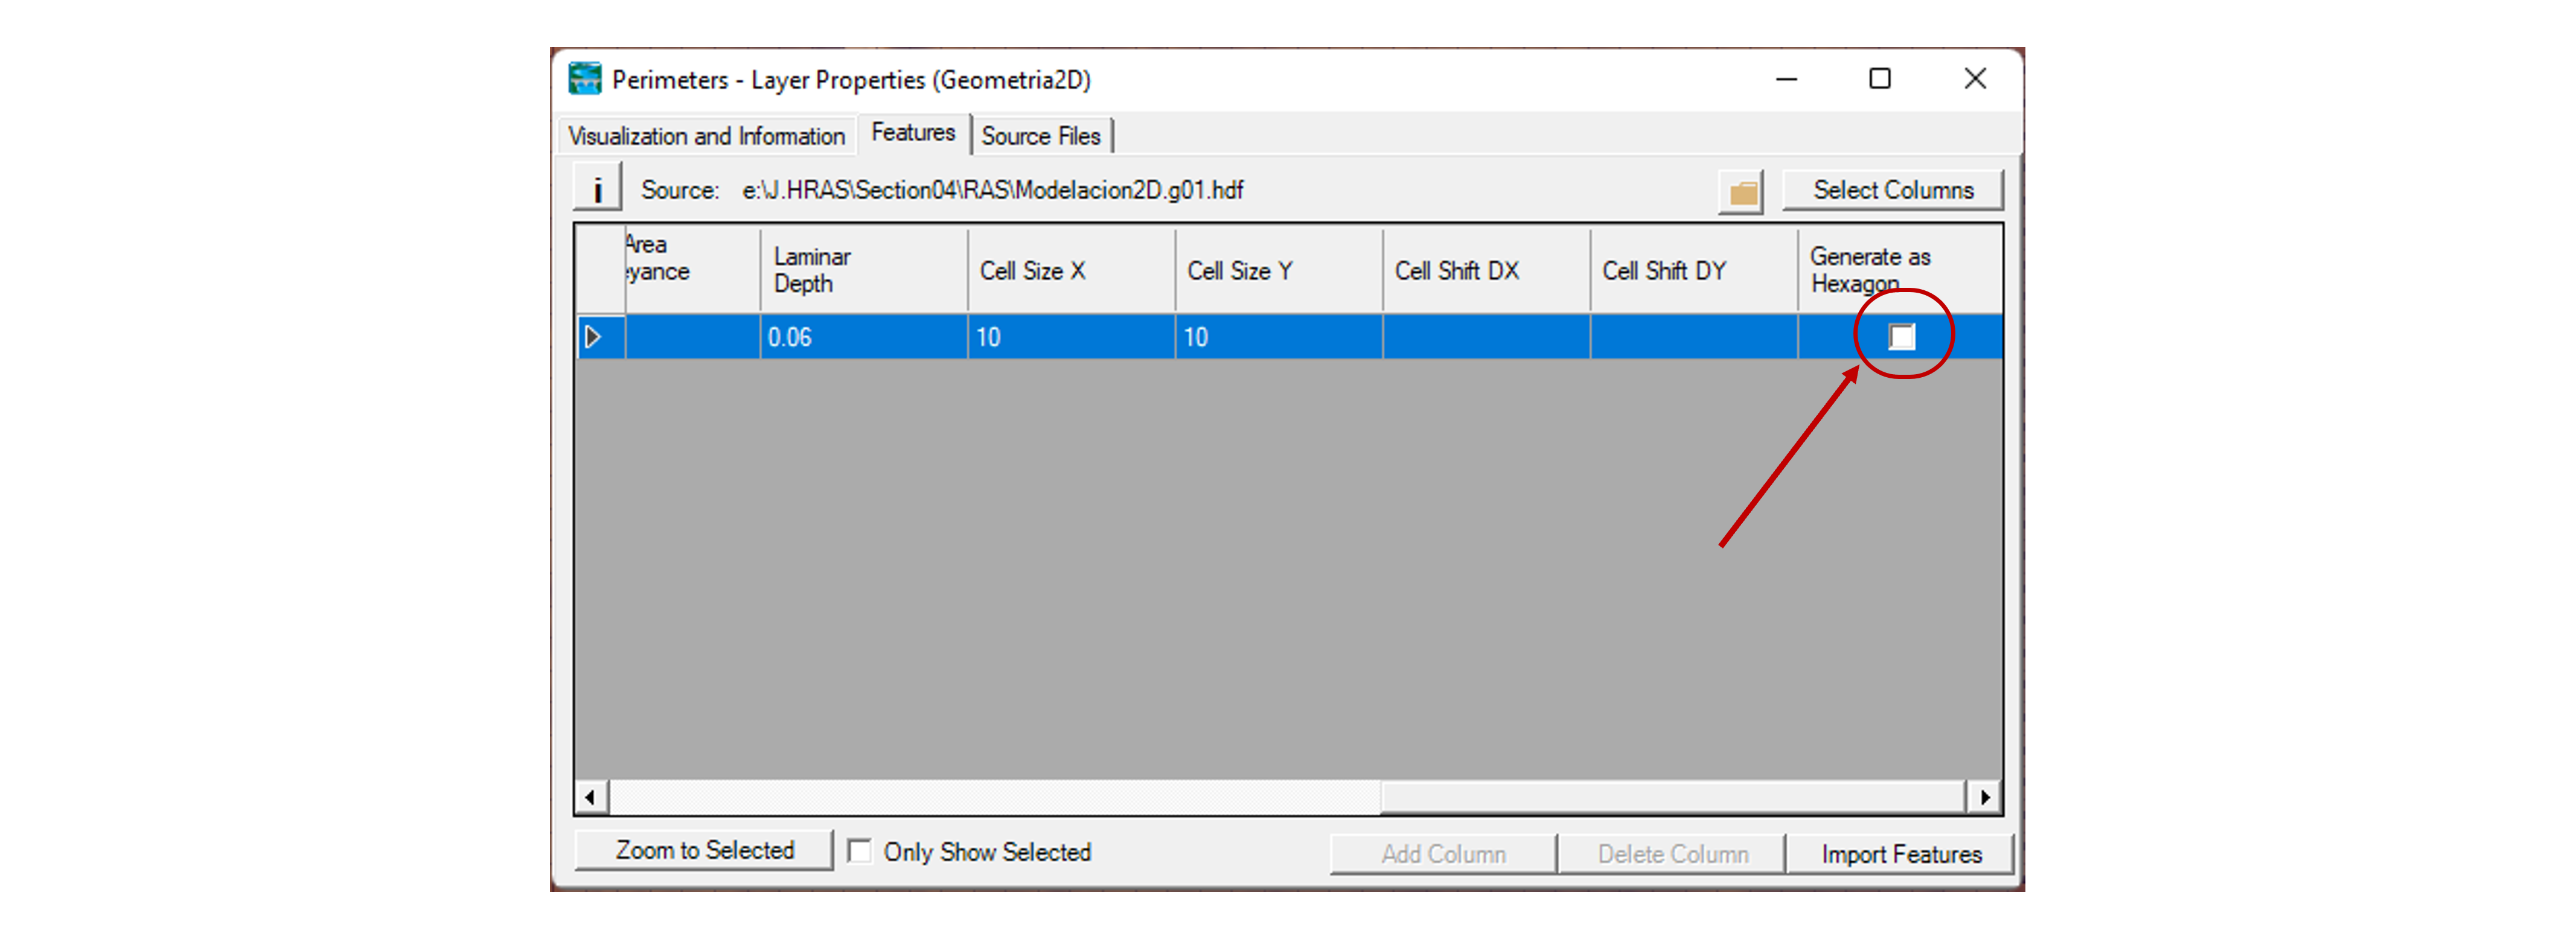 Perimeters - Layer Properties (Geometria2D)
Visualization and Information Features Source Files
i Source: e:\J.HRAS\Section04\RAS\Modelacion2D.g01.hdf Select Columns
Area
yance
Laminar
Depth
Cell Size X
Cell Size Y
Cell Shift DX
Cell Shift DY
Generate as
Hexagon
0.06 10 10
Zoom to Selected Only Show Selected Add Column Delete Column Import Features